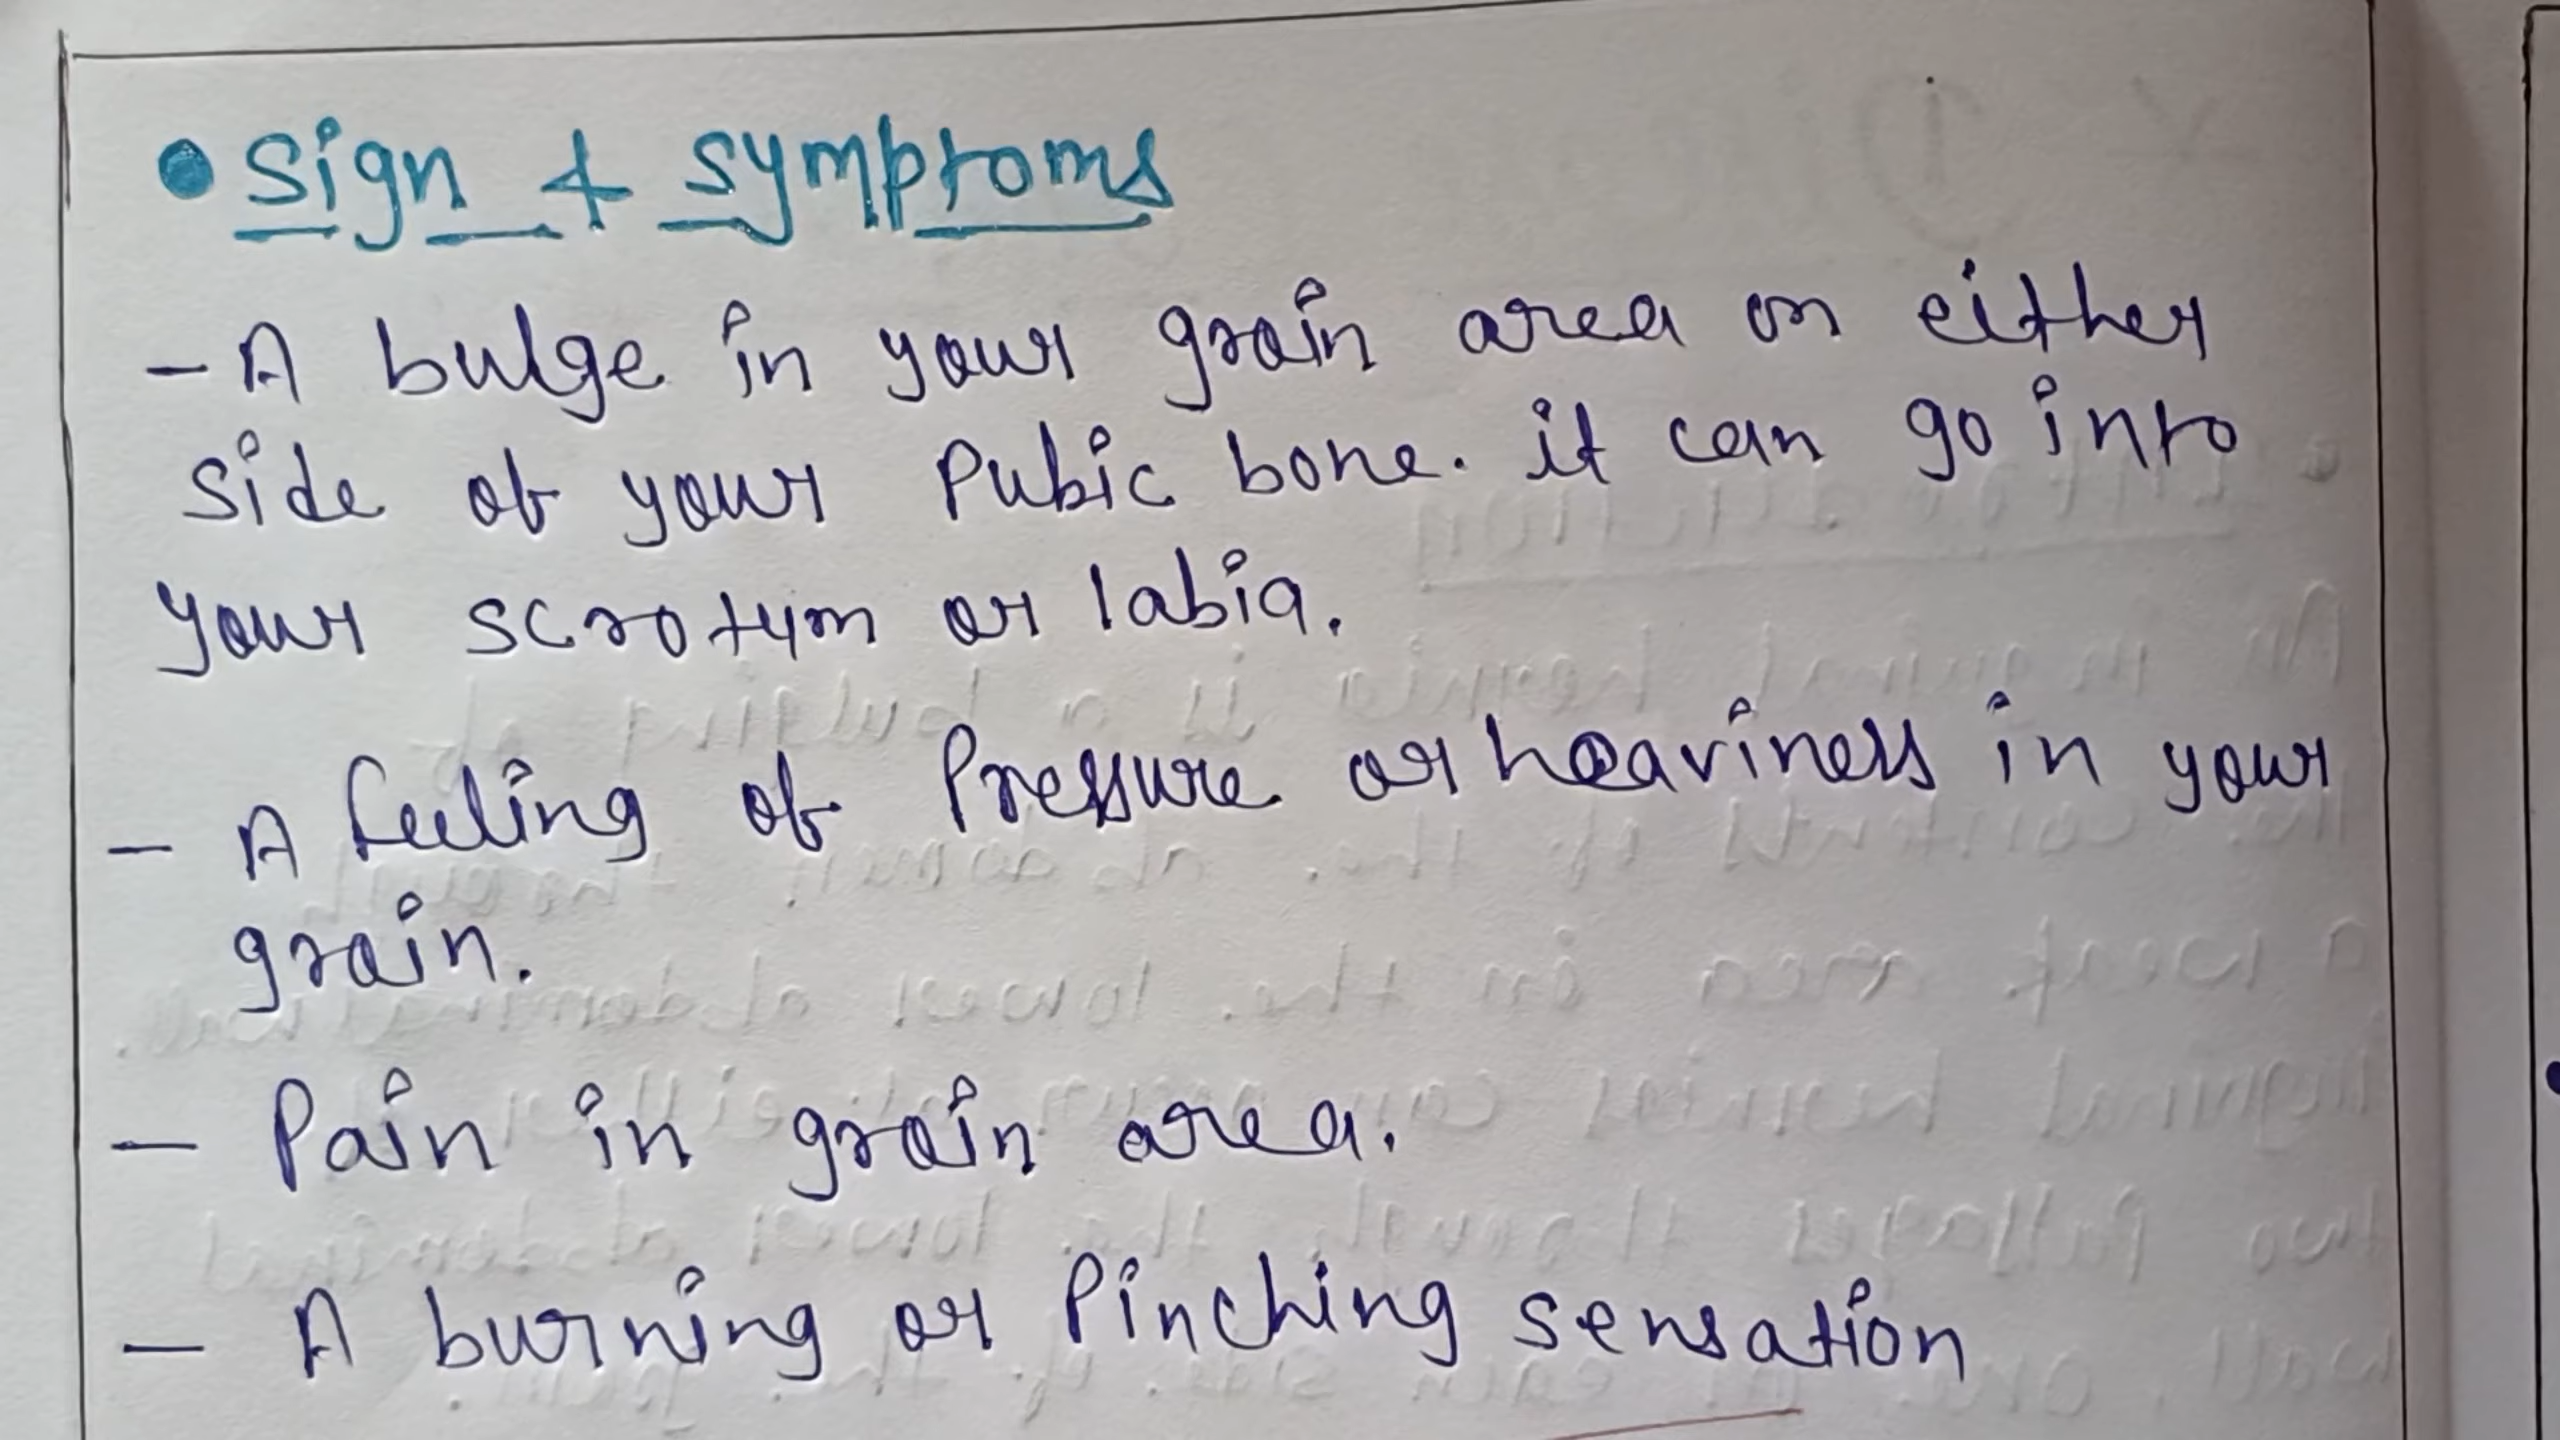 • Sign & symptoms
- A bulge in your grain area on either
side of your Pubic bone. it can go into
your scrotym or labia.
- A feeling of Pressure or heaviness in your
grain.
- Pain in grain area.
- A burning or Pinching sensation